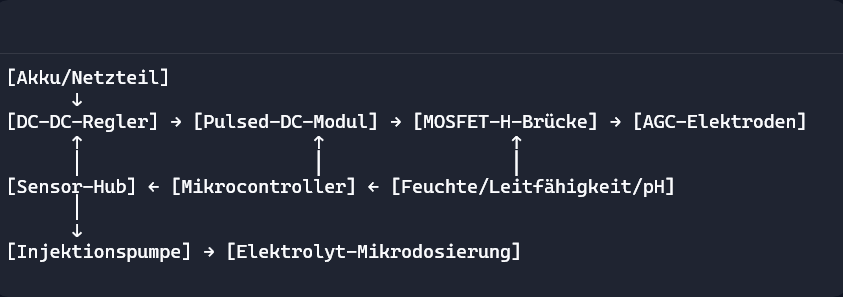 [Akku/Netzteil]
↓
[DC-DC-Regler] → [Pulsed-DC-Modul] → [MOSFET-H-Brücke] → [AGC-Elektroden]
↑ ↑ ↑
│ │ │
[Sensor-Hub] ← [Mikrocontroller] ← [Feuchte/Leitfähigkeit/pH]
│
↓
[Injektionspumpe] → [Elektrolyt-Mikrodosierung]